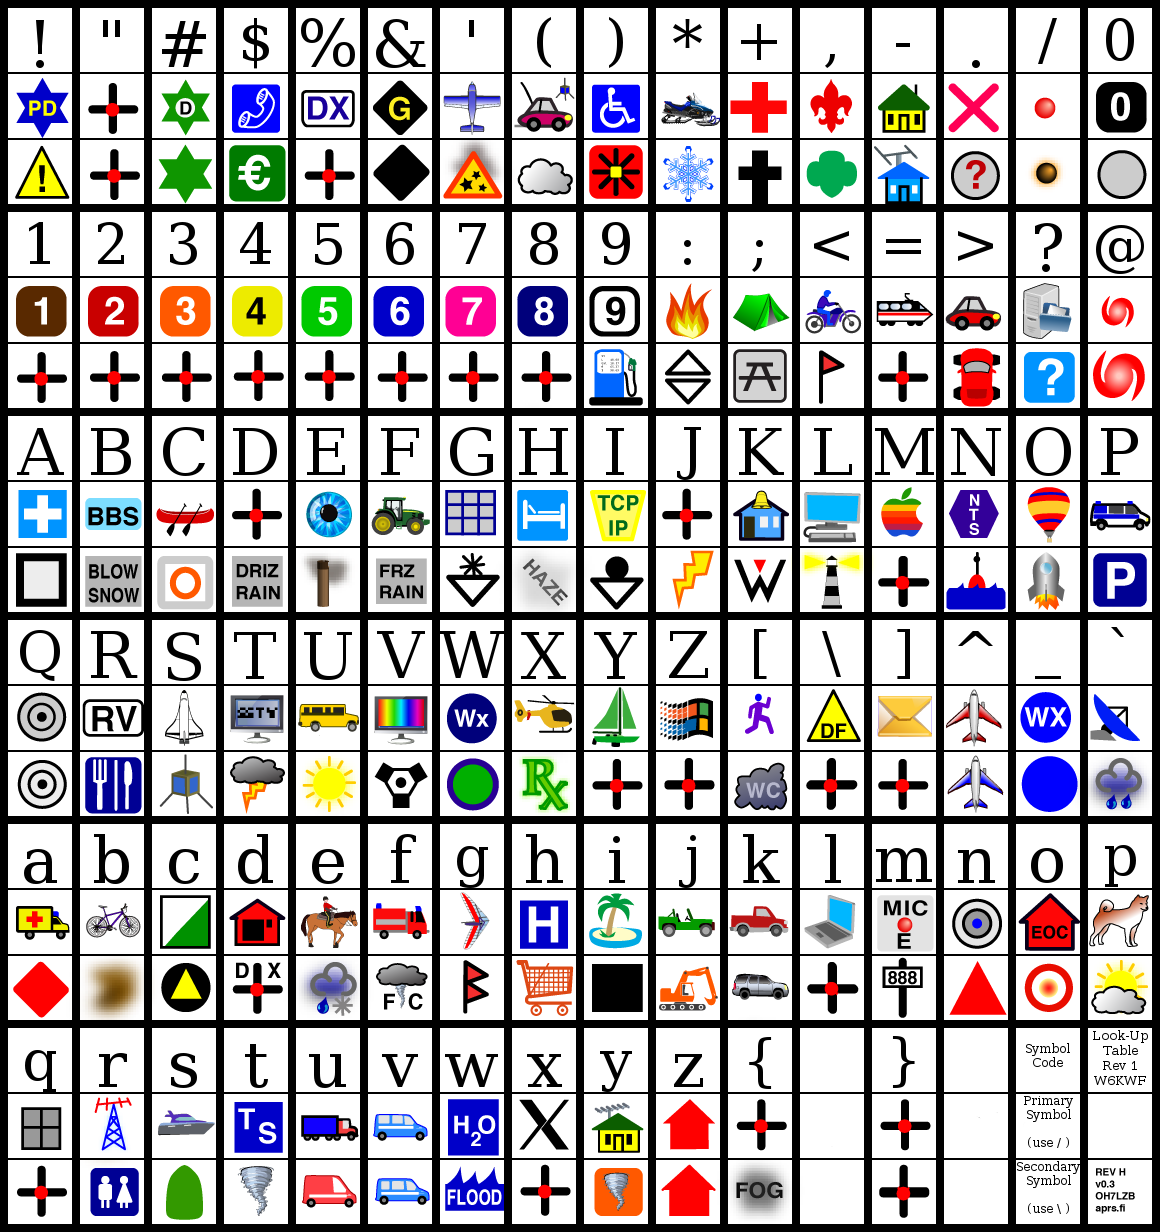 ! " # $ % & ' ( ) * + , - . / 0
PD D DX G 0
! € ?
1 2 3 4 5 6 7 8 9 : ; < = > ? @
1 2 3 4 5 6 7 8 9
?
A B C D E F G H I J K L M N O P
BBS TCP IP N T S
BLOW SNOW DRIZ RAIN FRZ RAIN HAZE W P
Q R S T U V W X Y Z [ \ ] ^ _ `
RV Wx DF WX
Rx WC
a b c d e f g h i j k l m n o p
H MIC E EOC
D X F C 888
q r s t u v w x y z { }
Symbol
Code
Look-Up
Table
Rev 1
W6KWF
TS H2O X
Primary
Symbol
(use / )
FLOOD FOG
Secondary
Symbol
(use \ )
REV H
v0.3
OH7LZB
aprs.fi